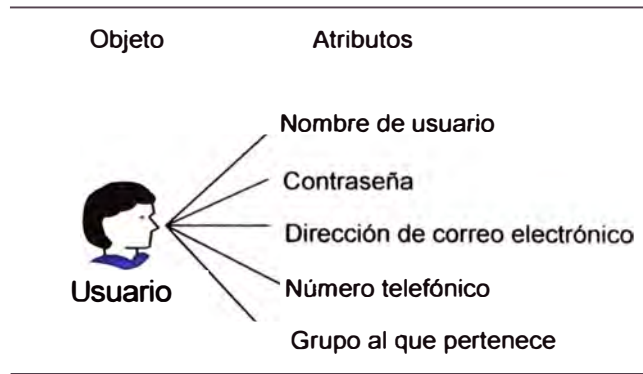 Objeto Atributos
Nombre de usuario
Contraseña
Dirección de correo electrónico
Usuario
Número telefónico
Grupo al que pertenece